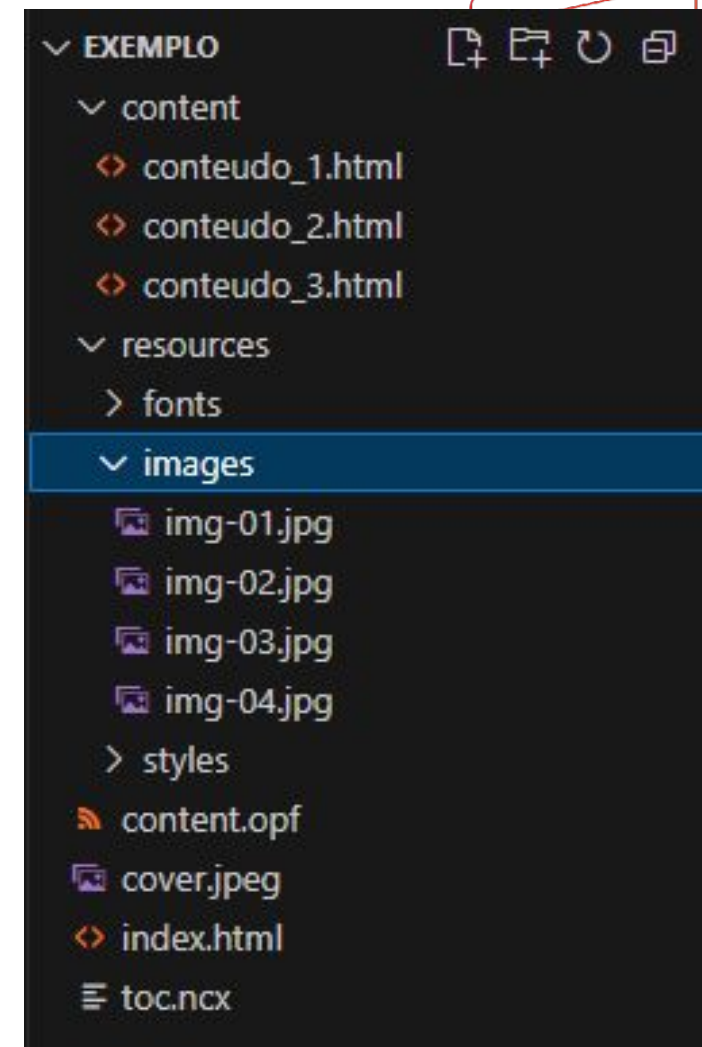 EXEMPLO
content
conteudo_1.html
conteudo_2.html
conteudo_3.html
resources
fonts
images
img-01.jpg
img-02.jpg
img-03.jpg
img-04.jpg
styles
content.opf
cover.jpeg
index.html
toc.ncx